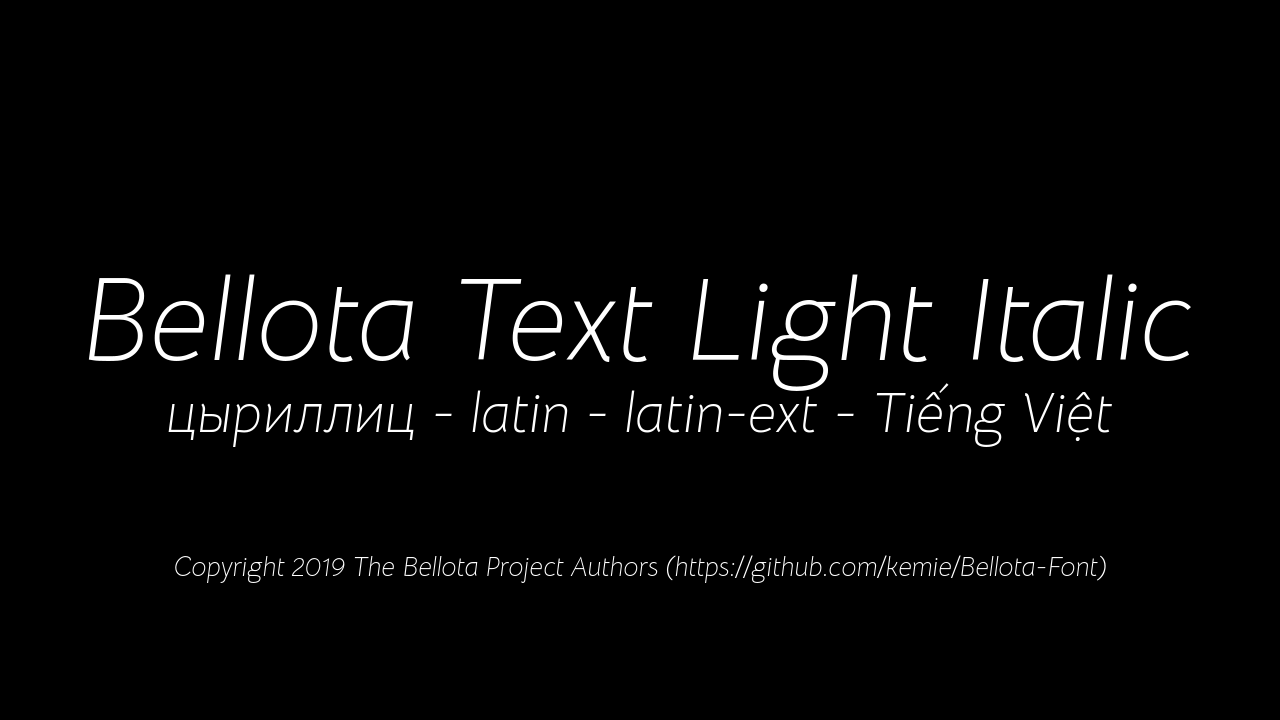 Bellota Text Light Italic
цыриллиц - latin - latin-ext - Tiếng Việt
Copyright 2019 The Bellota Project Authors (https://github.com/kemie/Bellota-Font)